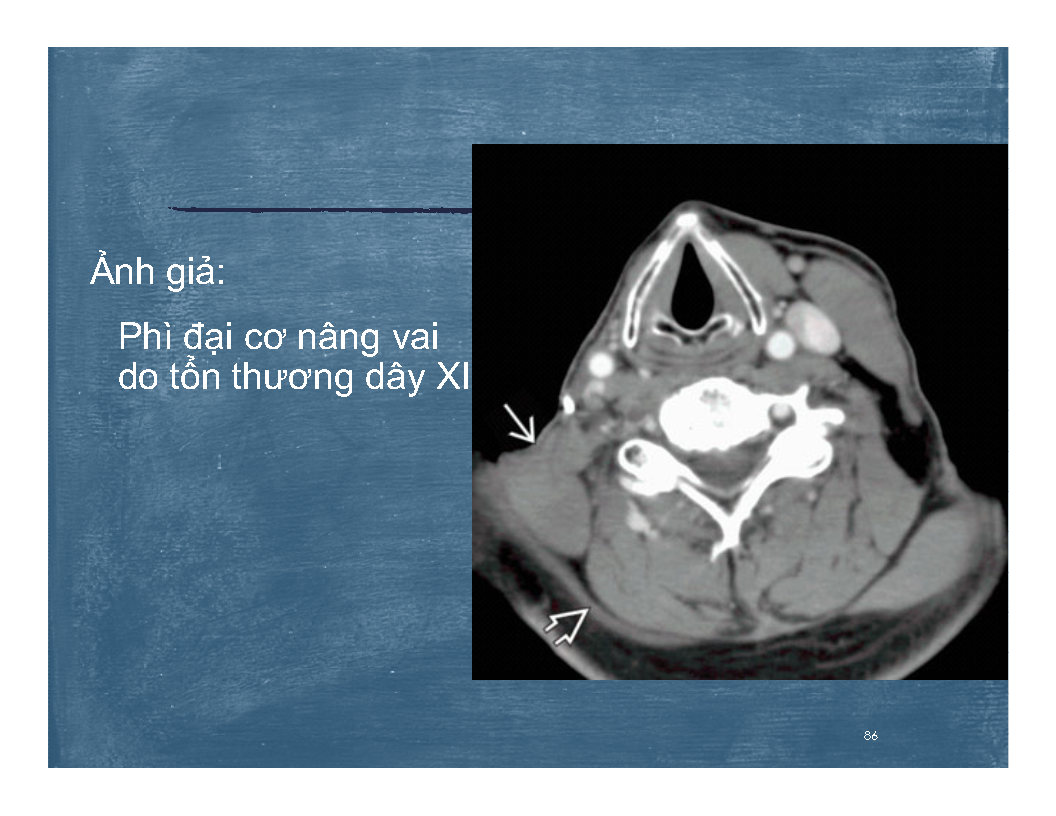 Ảnh giả:
Phì đại cơ nâng vai
do tổn thương dây XI
86